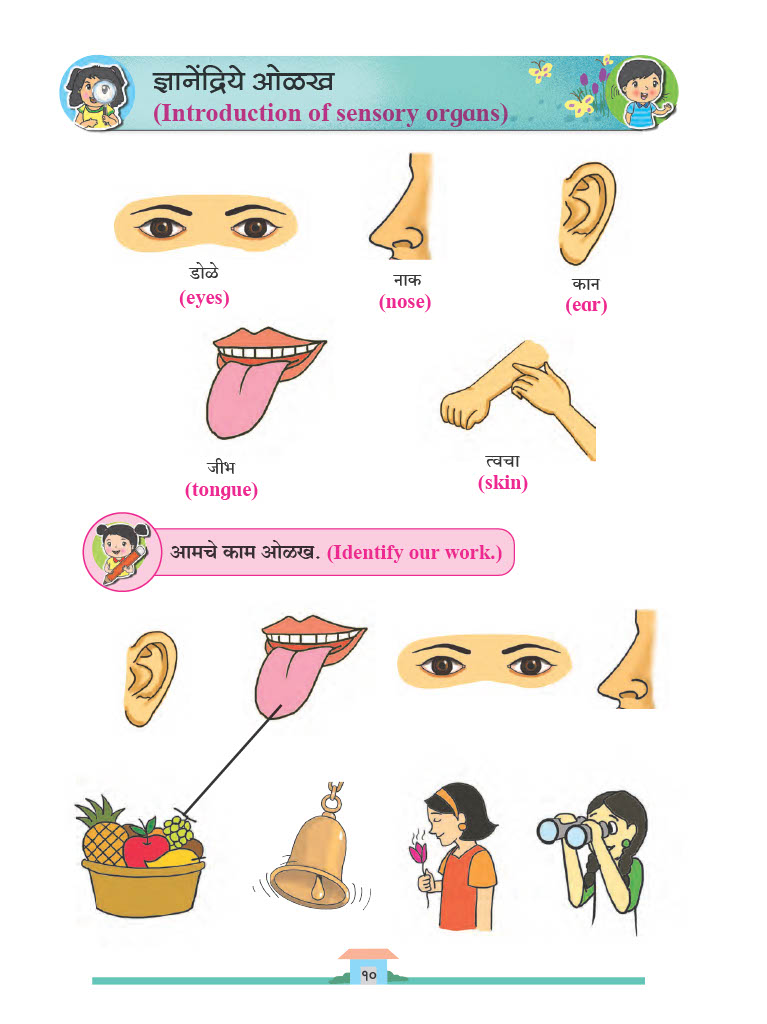 ज्ञानेंद्रिये ओळख
(Introduction of sensory organs)
डोळे
(eyes)
नाक
(nose)
कान
(ear)
जीभ
(tongue)
त्वचा
(skin)
आमचे काम ओळख. (Identify our work.)
१०